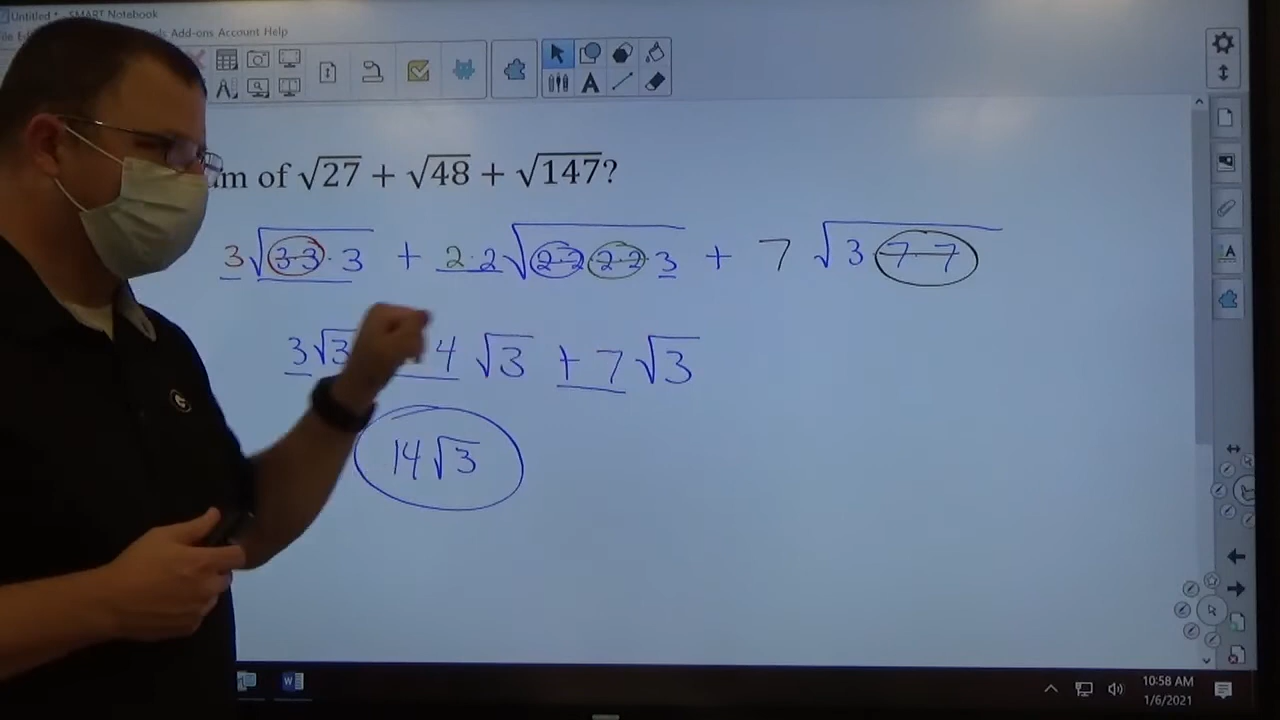 Untitled * - SMART Notebook
Add-ons Account Help
of √27 + √48 + √147?
3√3·3·3 + 2·2√2·2·2·2·3 + 7√3 7·7
3√3 4√3 + 7√3
14√3
10:58 AM
1/6/2021